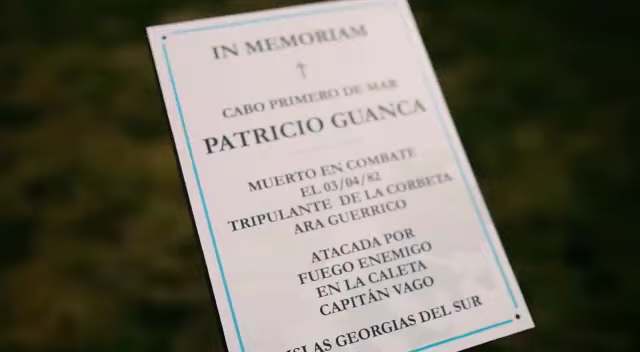 IN MEMORIAM
CABO PRIMERO DE MAR
PATRICIO GUANCA
MUERTO EN COMBATE
EL 03/04/82
TRIPULANTE DE LA CORBETA
ARA GUERRICO
ATACADA POR
FUEGO ENEMIGO
EN LA CALETA
CAPITÁN VAGO
ISLAS GEORGIAS DEL SUR